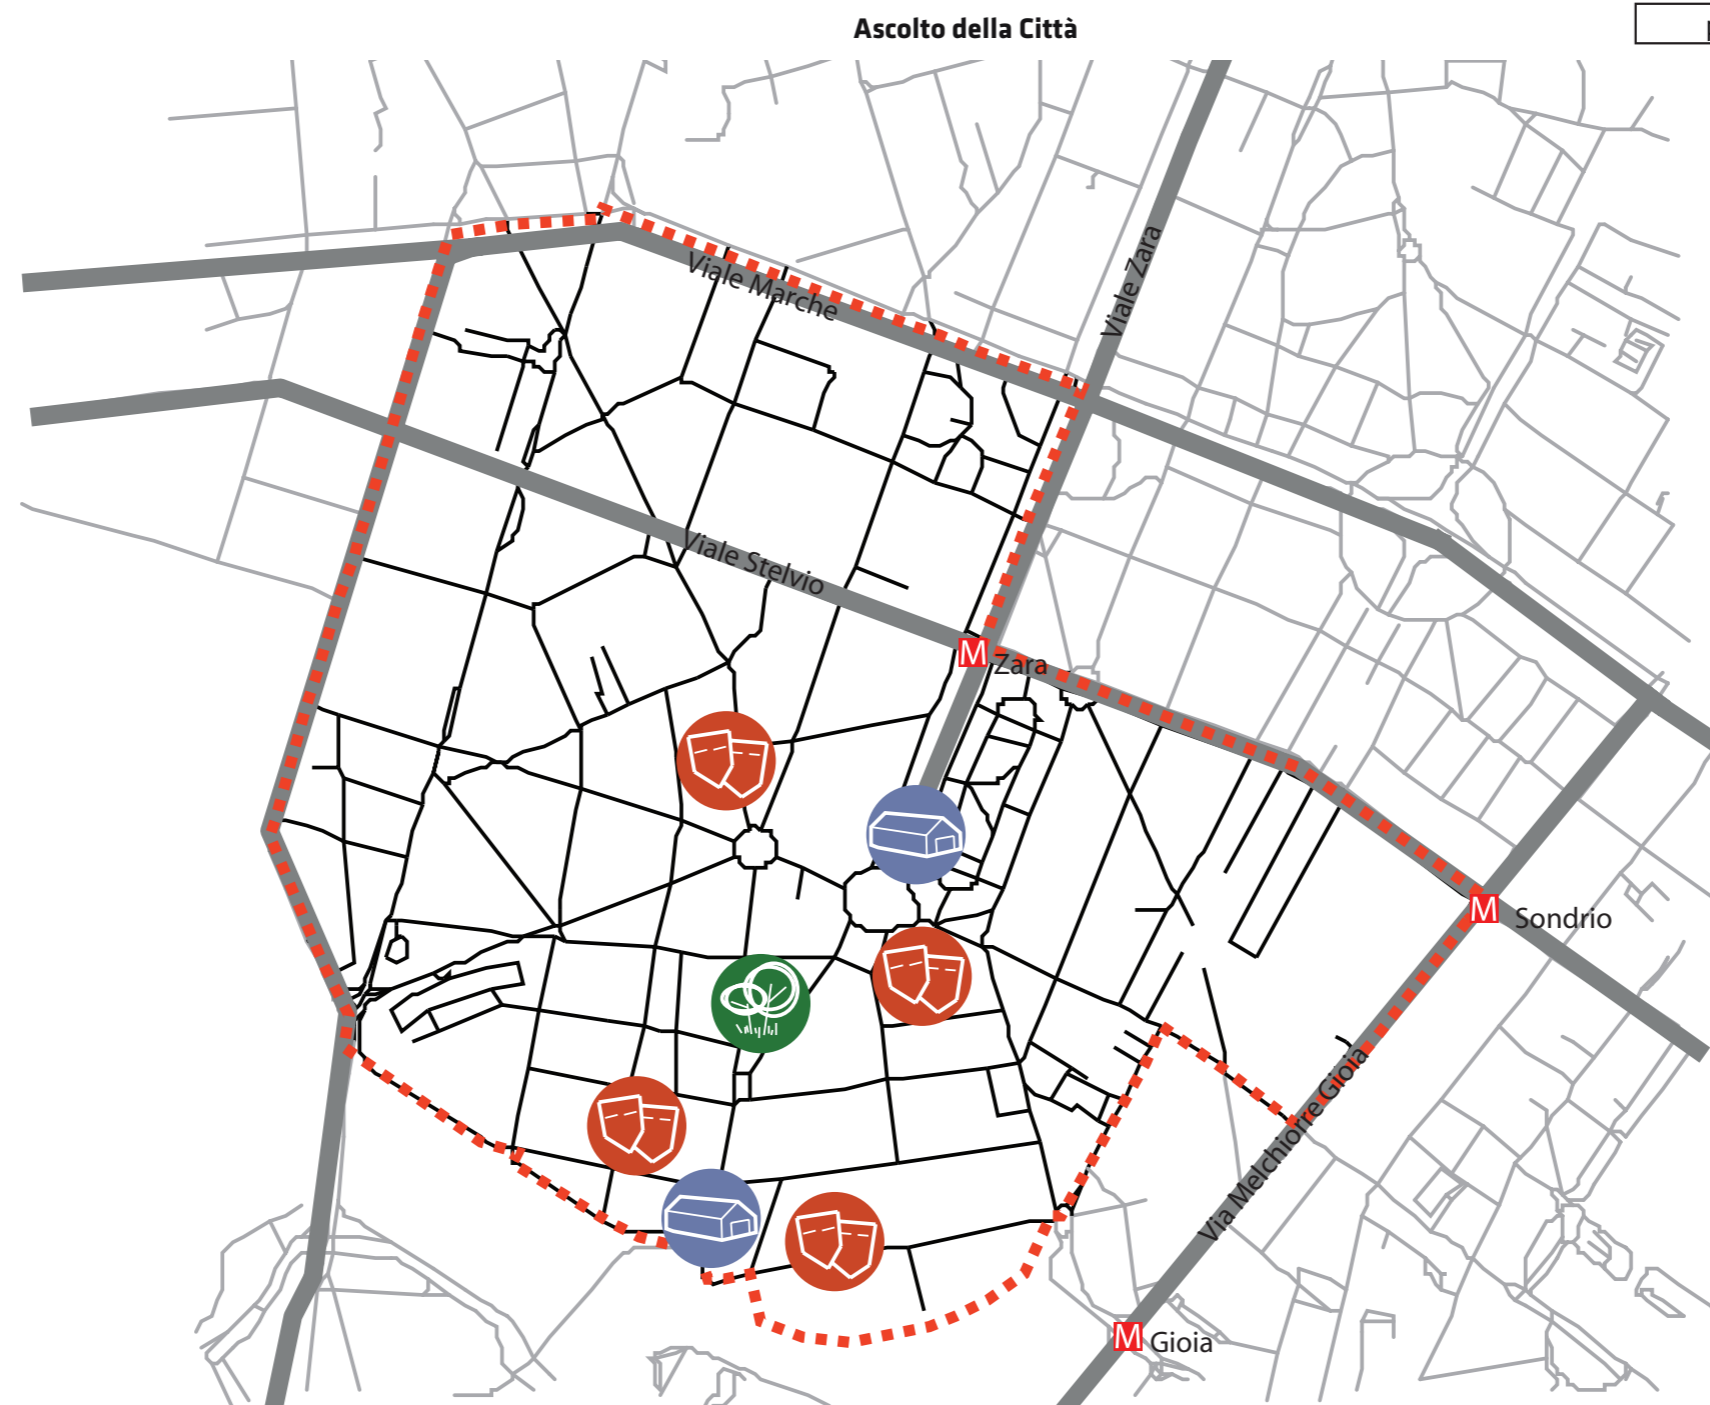 Ascolto della Città
Viale Zara
Viale Marche
Viale Stelvio
M Zara
M Sondrio
Via Melchiorre Gioia
M Gioia